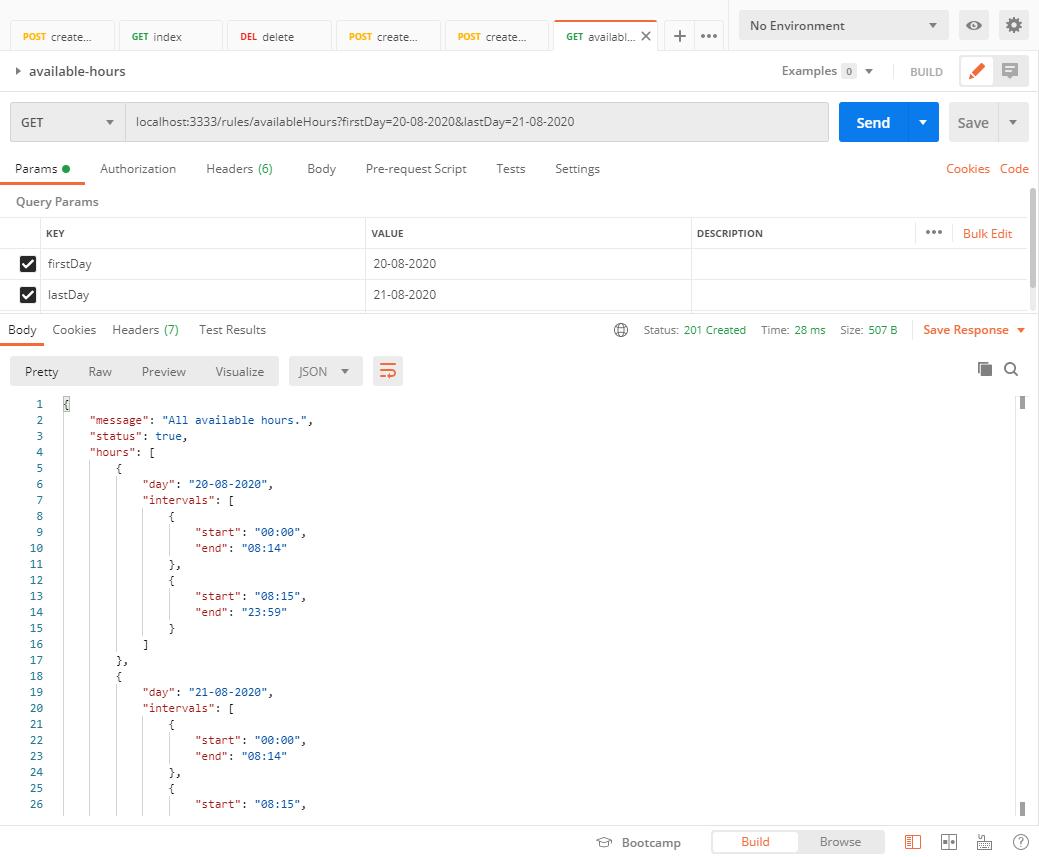 POST create... GET index DEL delete POST create... POST create... GET availabl... No Environment
available-hours Examples 0 BUILD
GET localhost:3333/rules/availableHours?firstDay=20-08-2020&lastDay=21-08-2020 Send Save
Params Authorization Headers (6) Body Pre-request Script Tests Settings Cookies Code
Query Params
KEY VALUE DESCRIPTION Bulk Edit
firstDay 20-08-2020
lastDay 21-08-2020
Body Cookies Headers (7) Test Results Status: 201 Created Time: 28 ms Size: 507 B Save Response
Pretty Raw Preview Visualize JSON
1 {
2 "message": "All available hours.",
3 "status": true,
4 "hours": [
5 {
6 "day": "20-08-2020",
7 "intervals": [
8 {
9 "start": "00:00",
10 "end": "08:14"
11 },
12 {
13 "start": "08:15",
14 "end": "23:59"
15 }
16 ]
17 },
18 {
19 "day": "21-08-2020",
20 "intervals": [
21 {
22 "start": "00:00",
23 "end": "08:14"
24 },
25 {
26 "start": "08:15",
Bootcamp Build Browse